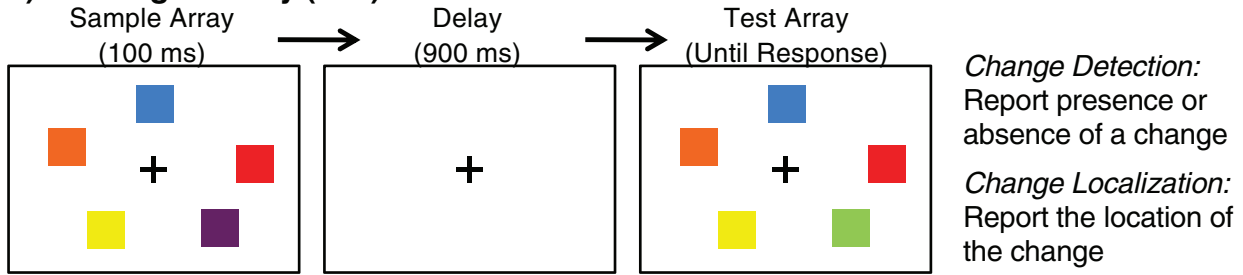 Sample Array
(100 ms)
Delay
(900 ms)
Test Array
(Until Response)
Change Detection:
Report presence or
absence of a change
Change Localization:
Report the location of
the change